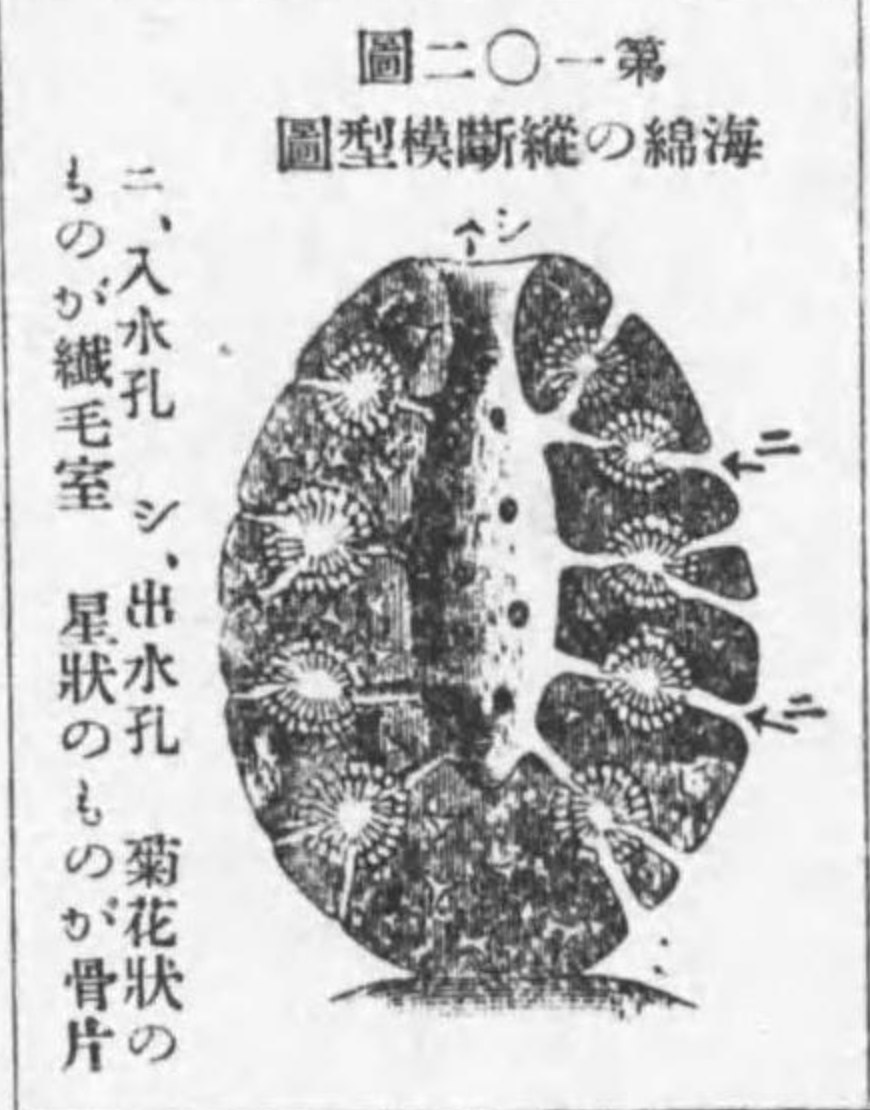 第一〇二圖
海綿の縱斷模型圖
シ
ニ
ニ
ニ、入水孔　シ、出水孔　菊花狀の
ものが纖毛室　星狀のものが骨片